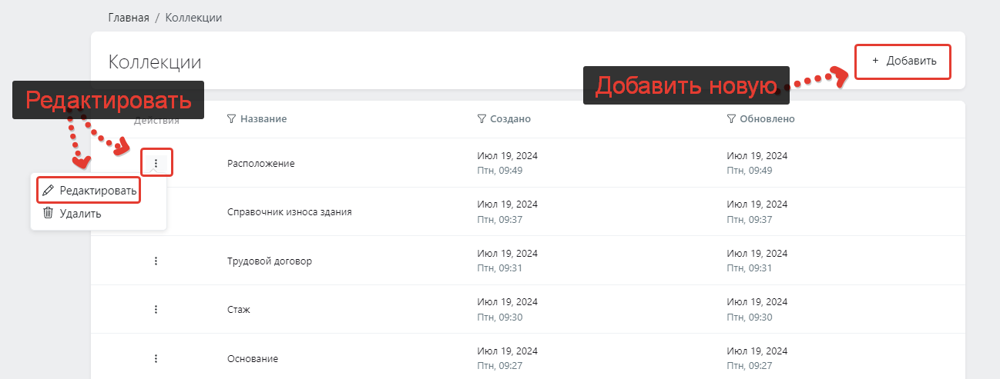 Главная / Коллекции
Коллекции
+ Добавить
Добавить новую
Редактировать
Действия
Название
Создано
Обновлено
Расположение
Июл 19, 2024
Птн, 09:49
Июл 19, 2024
Птн, 09:49
Редактировать
Удалить
Справочник износа здания
Июл 19, 2024
Птн, 09:37
Июл 19, 2024
Птн, 09:37
Трудовой договор
Июл 19, 2024
Птн, 09:31
Июл 19, 2024
Птн, 09:31
Стаж
Июл 19, 2024
Птн, 09:30
Июл 19, 2024
Птн, 09:30
Основание
Июл 19, 2024
Птн, 09:27
Июл 19, 2024
Птн, 09:27